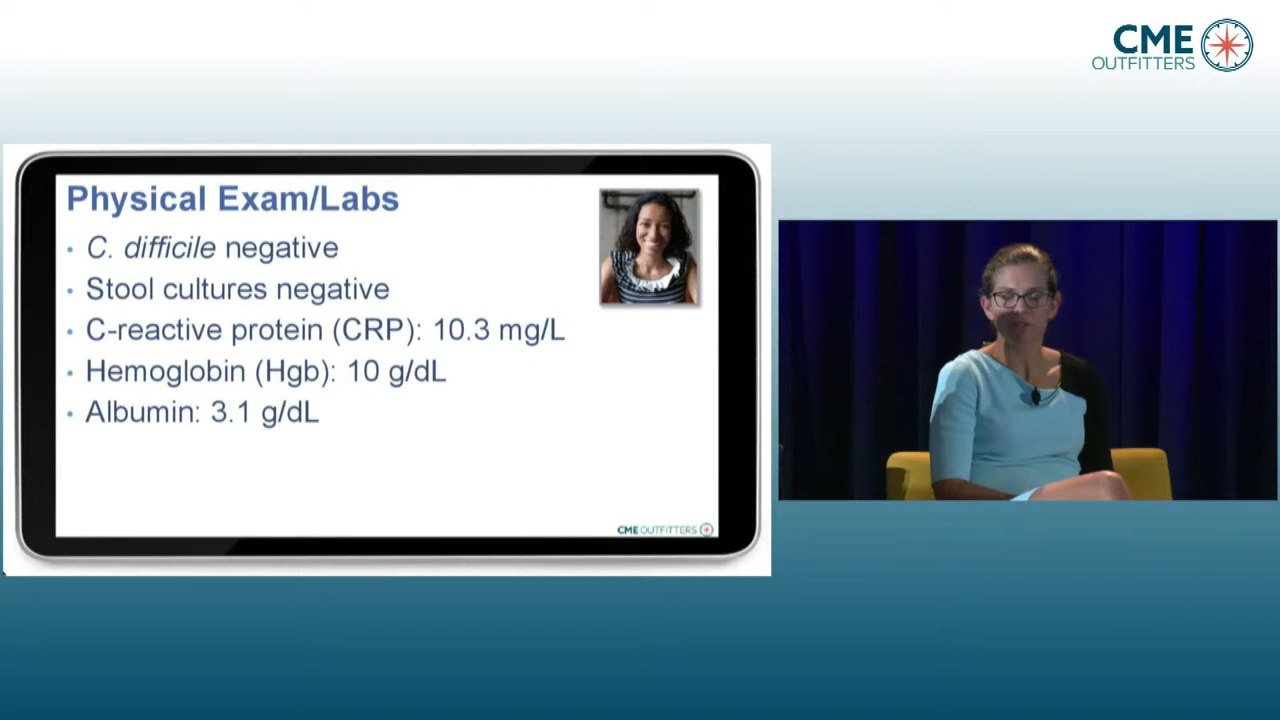 CME
OUTFITTERS
Physical Exam/Labs
• C. difficile negative
• Stool cultures negative
• C-reactive protein (CRP): 10.3 mg/L
• Hemoglobin (Hgb): 10 g/dL
• Albumin: 3.1 g/dL
CME OUTFITTERS